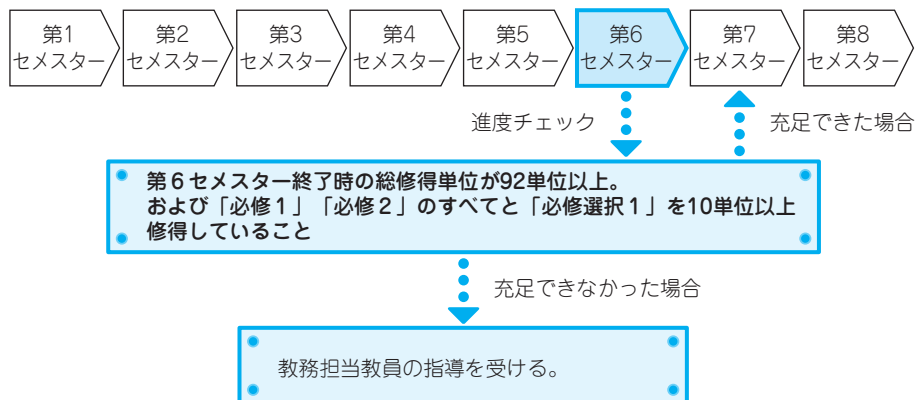 第1
セメスター
第2
セメスター
第3
セメスター
第4
セメスター
第5
セメスター
第6
セメスター
第7
セメスター
第8
セメスター
進度チェック
充足できた場合
第６セメスター終了時の総修得単位が92単位以上。
および「必修１」「必修２」のすべてと「必修選択１」を10単位以上
修得していること
充足できなかった場合
教務担当教員の指導を受ける。